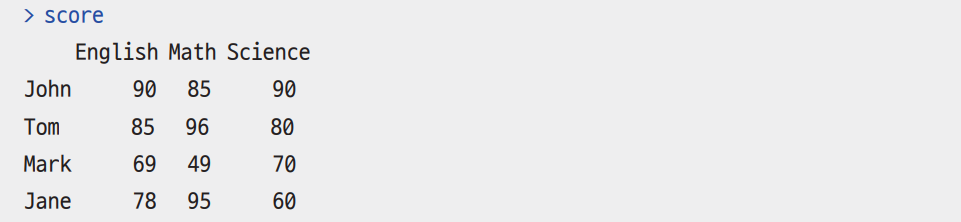 > score
English Math Science
John 90 85 90
Tom 85 96 80
Mark 69 49 70
Jane 78 95 60